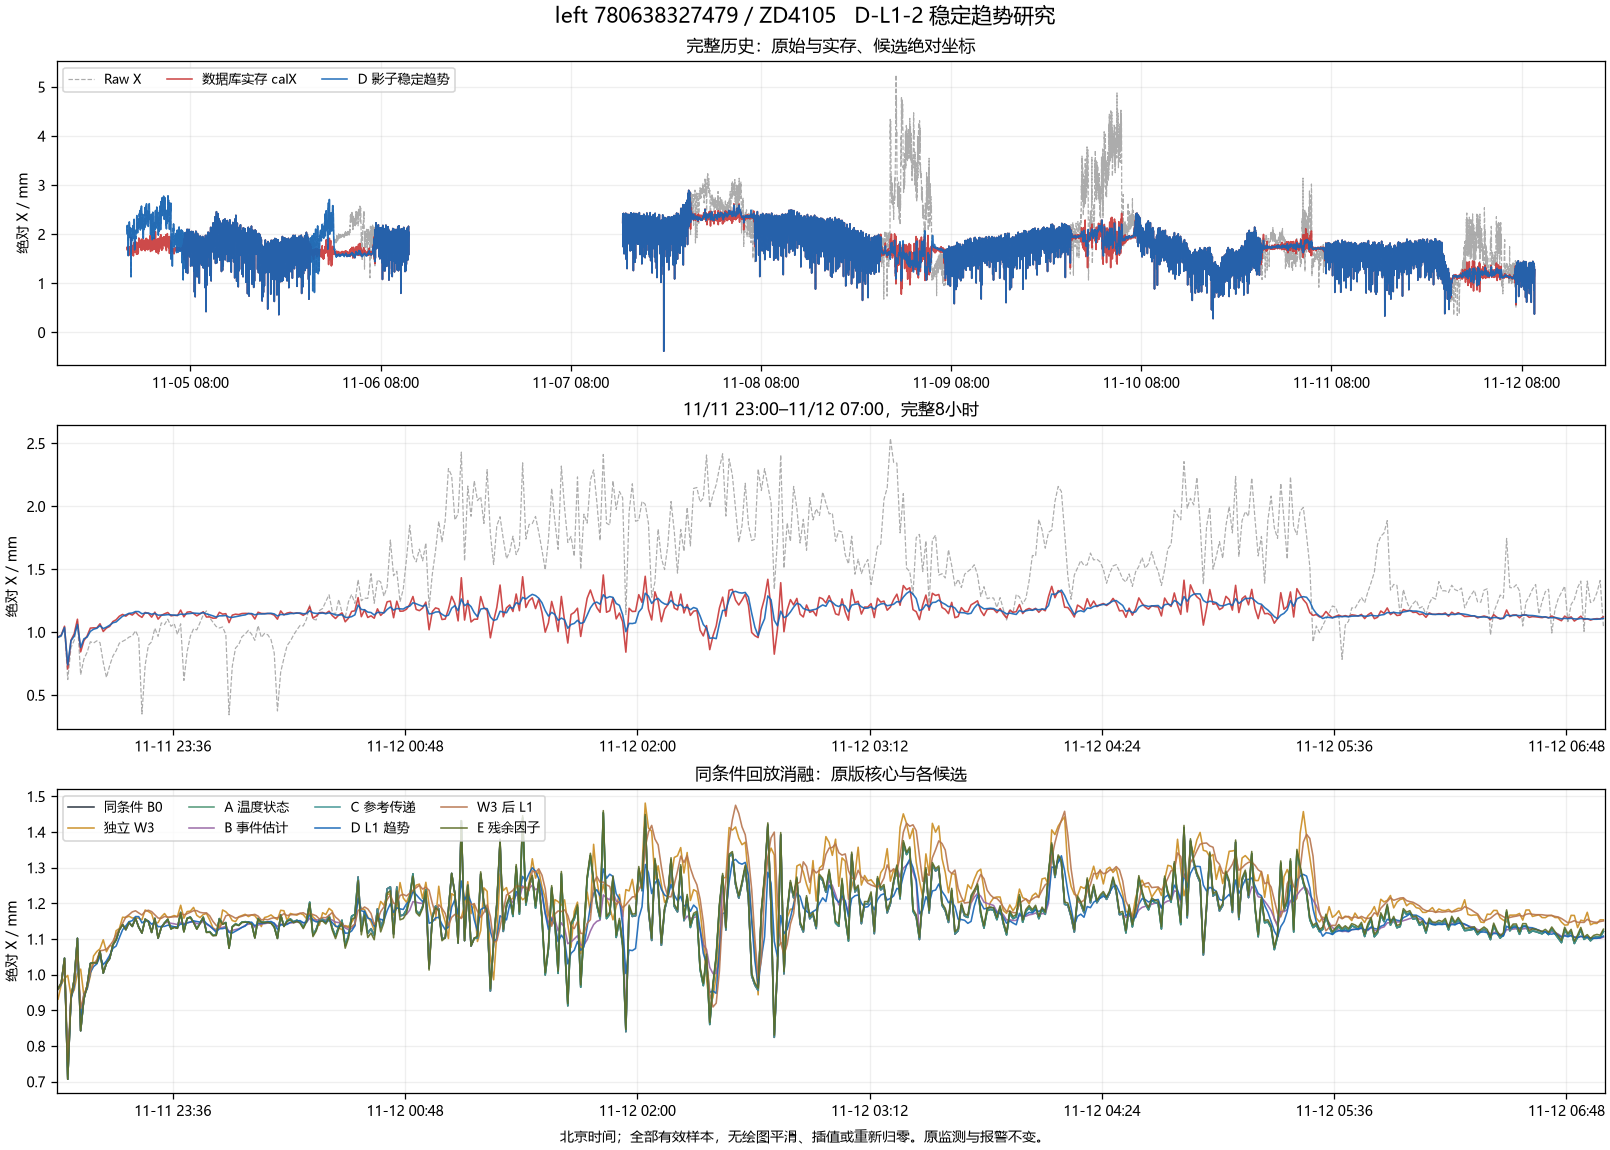 left 780638327479 / ZD4105   D-L1-2 稳定趋势研究
完整历史：原始与实存、候选绝对坐标
Raw X
数据库实存 calX
D 影子稳定趋势
绝对 X / mm
5
4
3
2
1
0
11-05 08:00
11-06 08:00
11-07 08:00
11-08 08:00
11-09 08:00
11-10 08:00
11-11 08:00
11-12 08:00
11/11 23:00–11/12 07:00，完整8小时
绝对 X / mm
2.5
2.0
1.5
1.0
0.5
11-11 23:36
11-12 00:48
11-12 02:00
11-12 03:12
11-12 04:24
11-12 05:36
11-12 06:48
同条件回放消融：原版核心与各候选
同条件 B0
A 温度状态
C 参考传递
W3 后 L1
独立 W3
B 事件估计
D L1 趋势
E 残余因子
绝对 X / mm
1.5
1.4
1.3
1.2
1.1
1.0
0.9
0.8
0.7
11-11 23:36
11-12 00:48
11-12 02:00
11-12 03:12
11-12 04:24
11-12 05:36
11-12 06:48
北京时间；全部有效样本，无绘图平滑、插值或重新归零。原监测与报警不变。